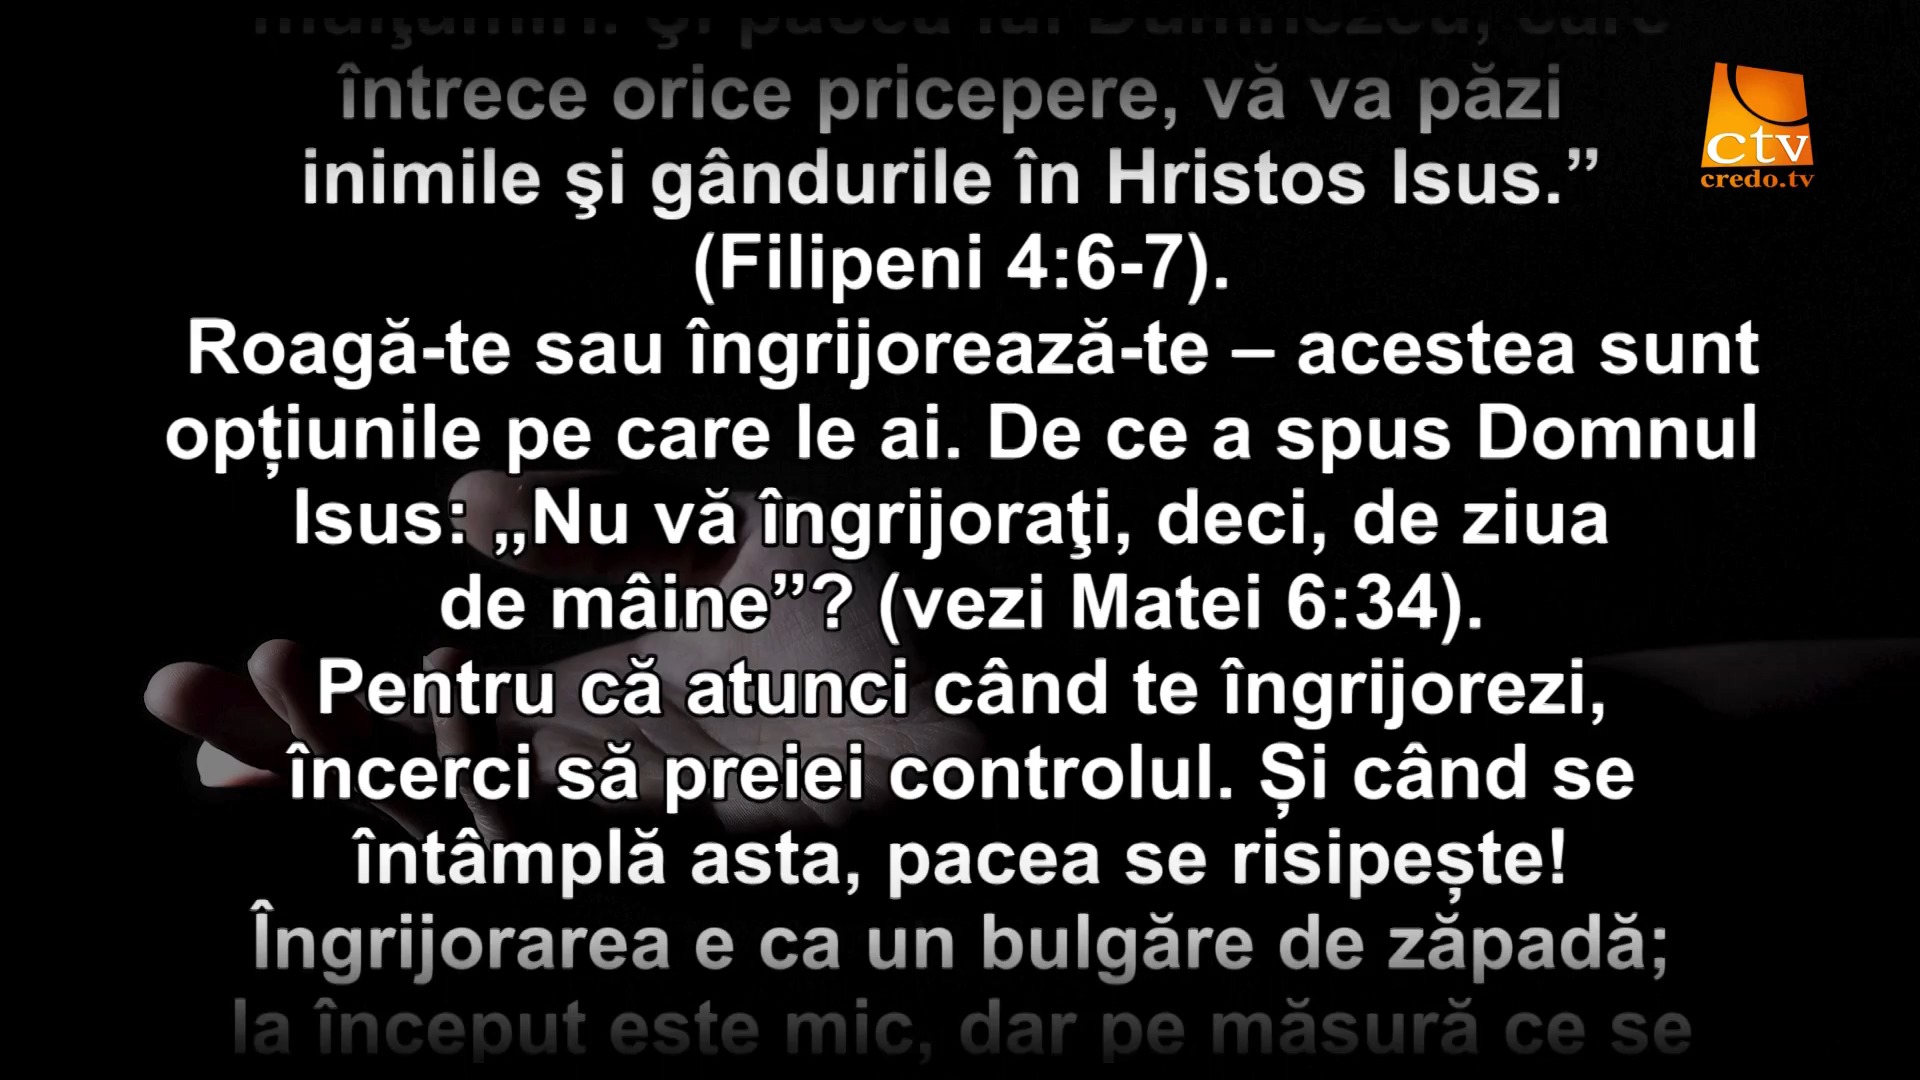 întrece orice pricepere, vă va păzi
inimile şi gândurile în Hristos Isus.”
(Filipeni 4:6-7).
Roagă-te sau îngrijorează-te – acestea sunt
opțiunile pe care le ai. De ce a spus Domnul
Isus: „Nu vă îngrijoraţi, deci, de ziua
de mâine”? (vezi Matei 6:34).
Pentru că atunci când te îngrijorezi,
încerci să preiei controlul. Și când se
întâmplă asta, pacea se risipește!
Îngrijorarea e ca un bulgăre de zăpadă;
la început este mic, dar pe măsură ce se
ctv
credo.tv